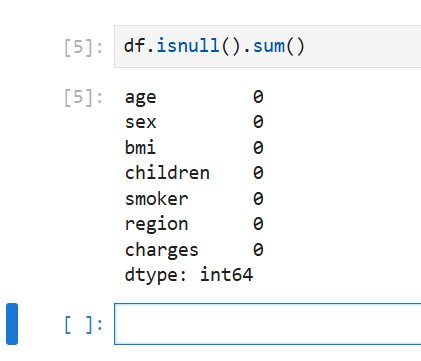 [5]: df.isnull().sum()
[5]: age 0
sex 0
bmi 0
children 0
smoker 0
region 0
charges 0
dtype: int64
[ ]: